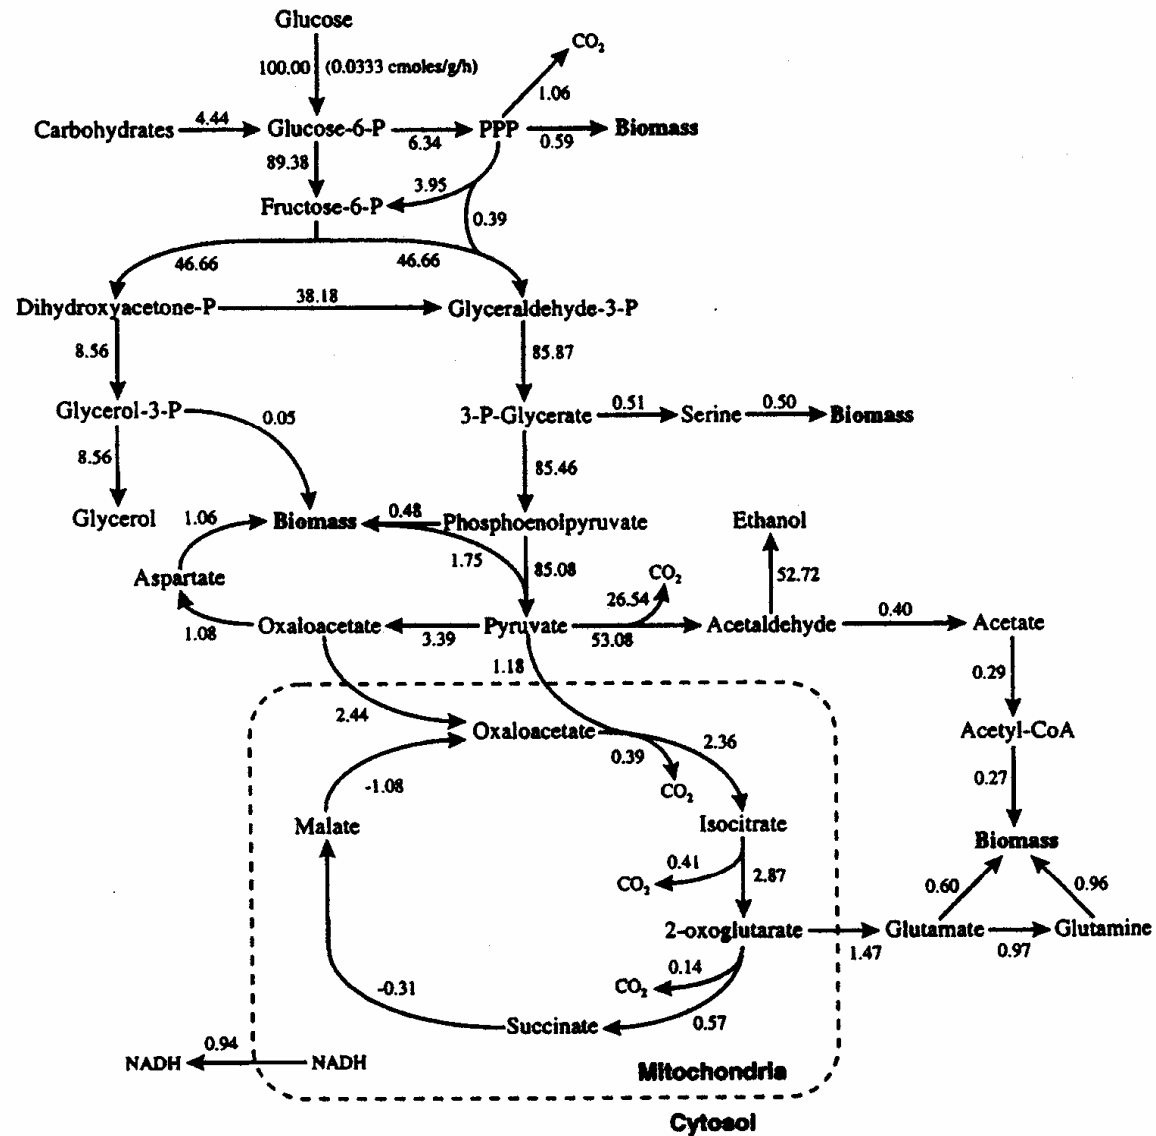 Glucose
100.00 (0.0333 cmoles/g/h)
CO₂
1.06
Carbohydrates 4.44 Glucose-6-P 6.34 PPP 0.59 Biomass
89.38
3.95
Fructose-6-P
0.39
46.66 46.66
Dihydroxyacetone-P 38.18 Glyceraldehyde-3-P
8.56 85.87
Glycerol-3-P 0.05 3-P-Glycerate 0.51 Serine 0.50 Biomass
8.56 85.46
Glycerol 1.06 Biomass 0.48 Phosphoenolpyruvate Ethanol
1.75 85.08 CO₂ 52.72
Aspartate
26.54
1.08 Oxaloacetate 3.39 Pyruvate 53.08 Acetaldehyde 0.40 Acetate
1.18 0.29
2.44 Oxaloacetate 0.39 2.36 Acetyl-CoA
-1.08 CO₂ 0.27
Malate Isocitrate
Biomass
CO₂ 0.41 2.87 0.60 0.96
2-oxoglutarate 1.47 Glutamate 0.97 Glutamine
CO₂ 0.14
-0.31 Succinate 0.57
NADH 0.94 NADH
Mitochondria
Cytosol